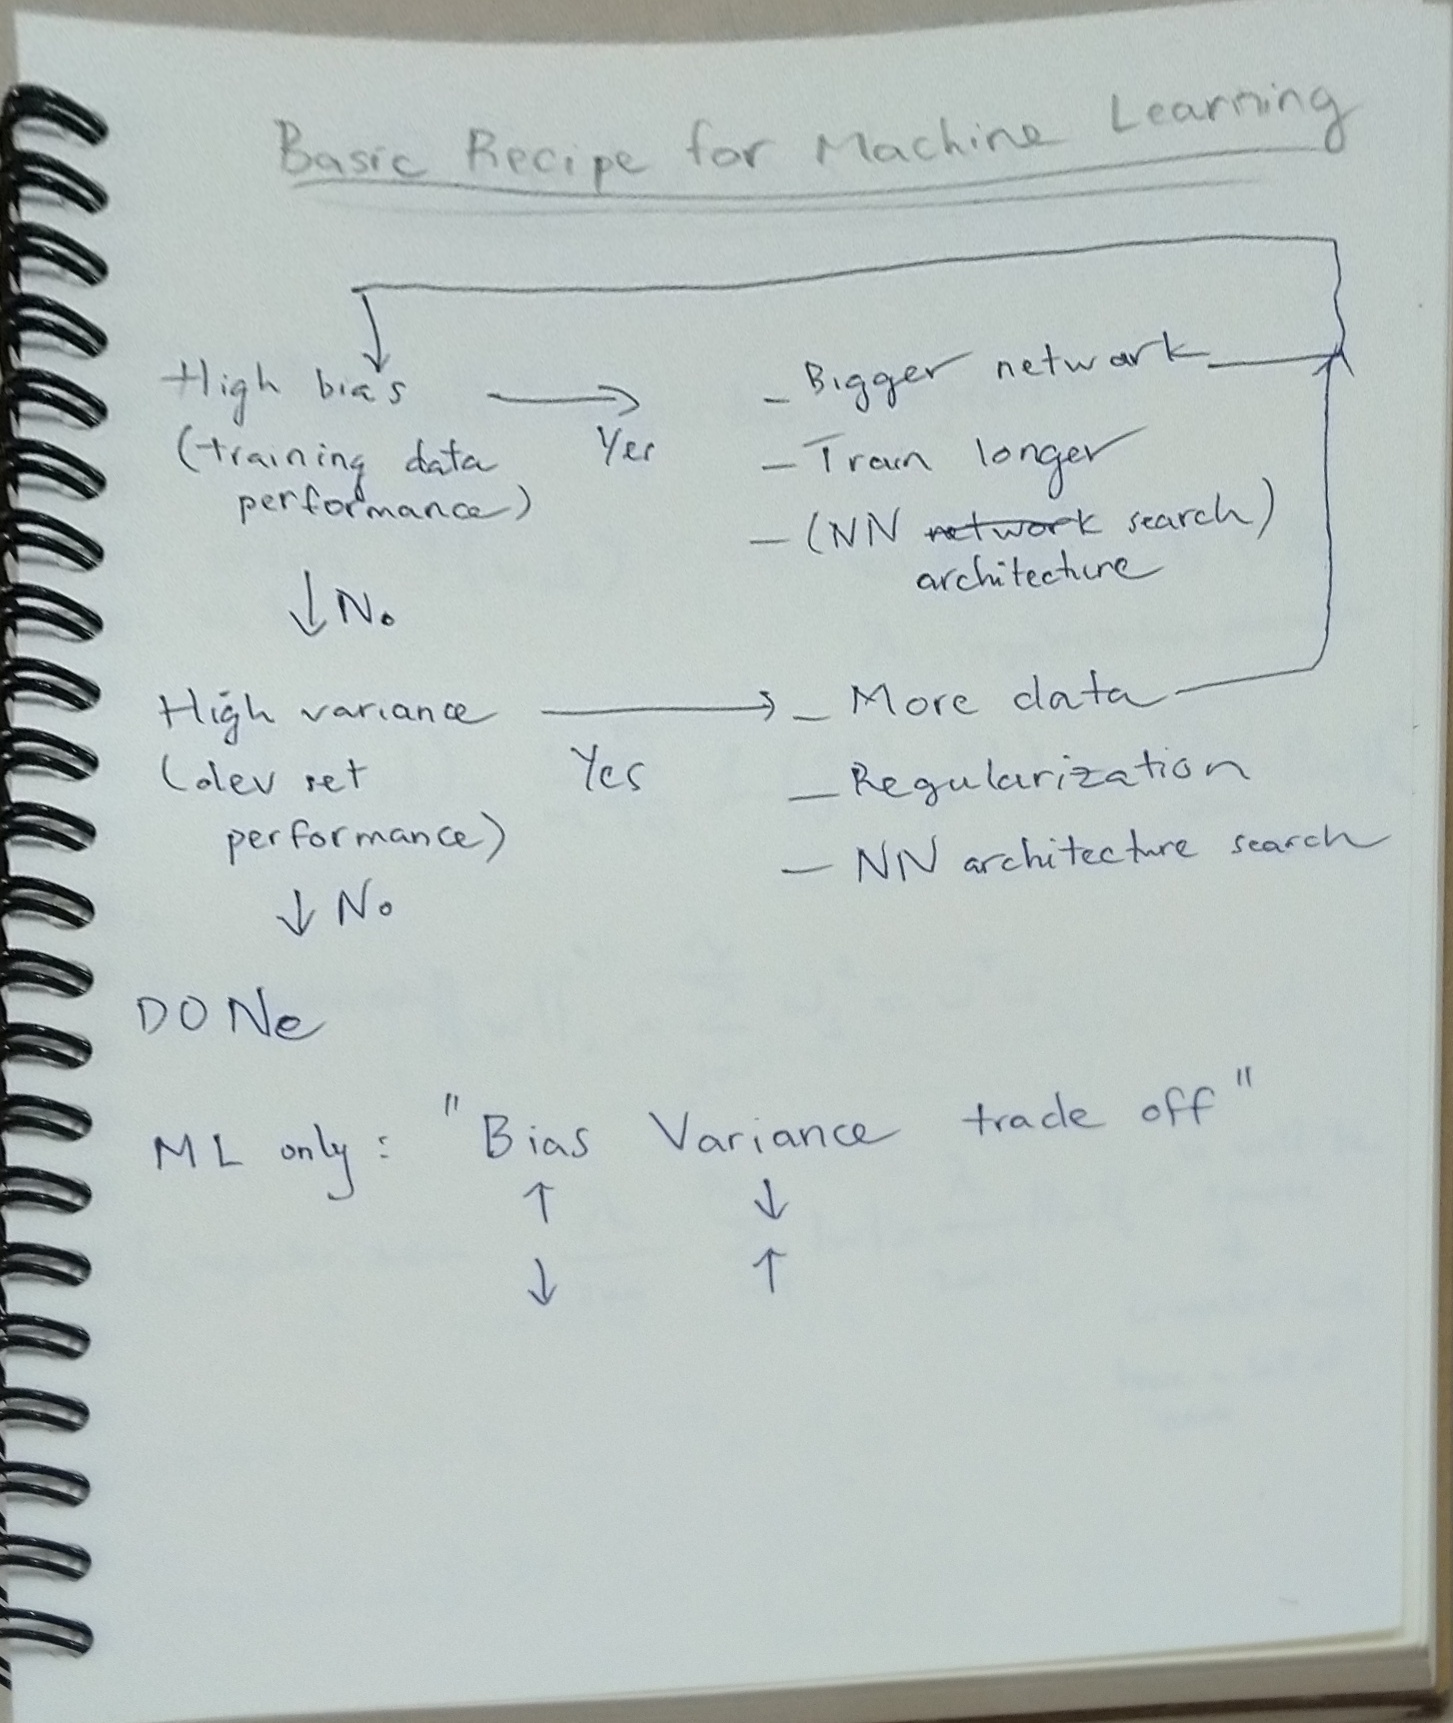 Basic Recipe for Machine Learning
High bias → Yes - Bigger network
(training data - Train longer
performance) - (NN ~~network~~ search)
architecture
↓ No
High variance → Yes - More data
(dev set - Regularization
performance) - NN architecture search
↓ No
DONe
ML only: "Bias Variance trade off"
↑ ↓
↓ ↑